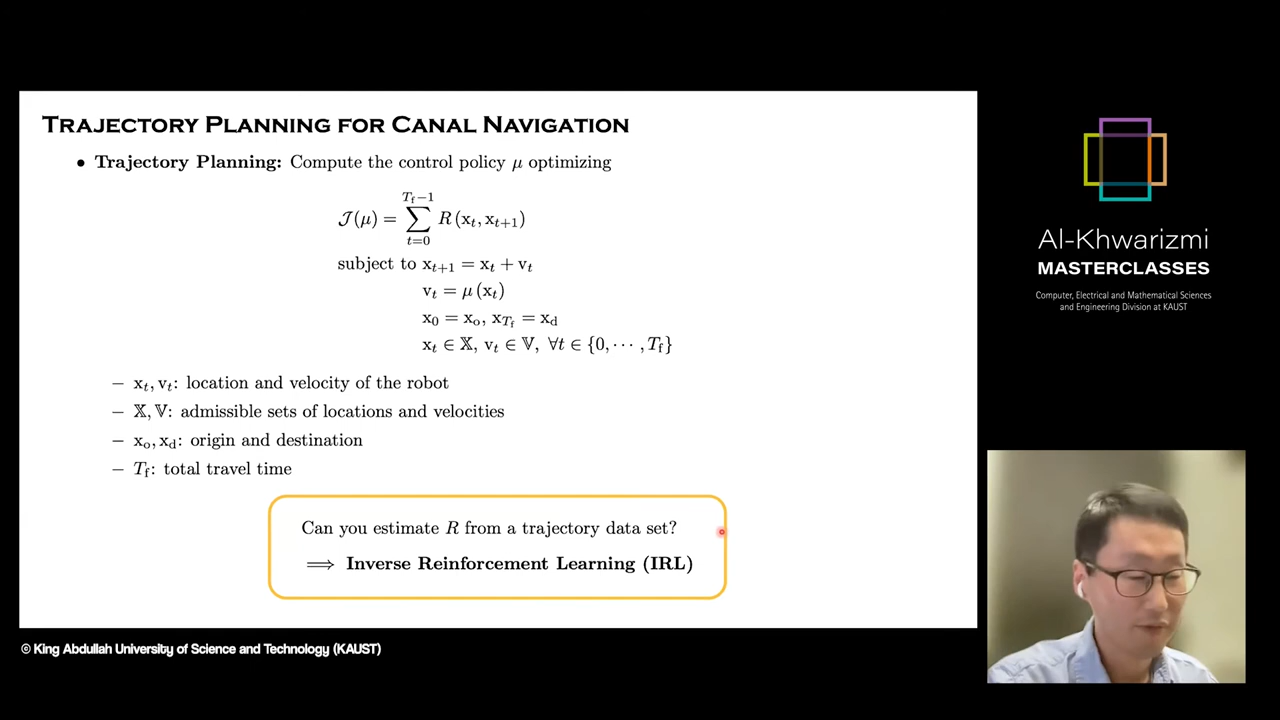 TRAJECTORY PLANNING FOR CANAL NAVIGATION
• Trajectory Planning: Compute the control policy μ optimizing
𝒥(μ) = ∑_{t=0}^{T_f−1} R(x_t, x_{t+1})
subject to x_{t+1} = x_t + v_t
v_t = μ(x_t)
x_0 = x_o, x_{T_f} = x_d
x_t ∈ 𝕏, v_t ∈ 𝕍, ∀t ∈ {0, ⋯ , T_f}
– x_t, v_t: location and velocity of the robot
– 𝕏, 𝕍: admissible sets of locations and velocities
– x_o, x_d: origin and destination
– T_f: total travel time
Can you estimate R from a trajectory data set?
⟹ Inverse Reinforcement Learning (IRL)
© King Abdullah University of Science and Technology (KAUST)
Al-Khwarizmi
MASTERCLASSES
Computer, Electrical and Mathematical Sciences
and Engineering Division at KAUST